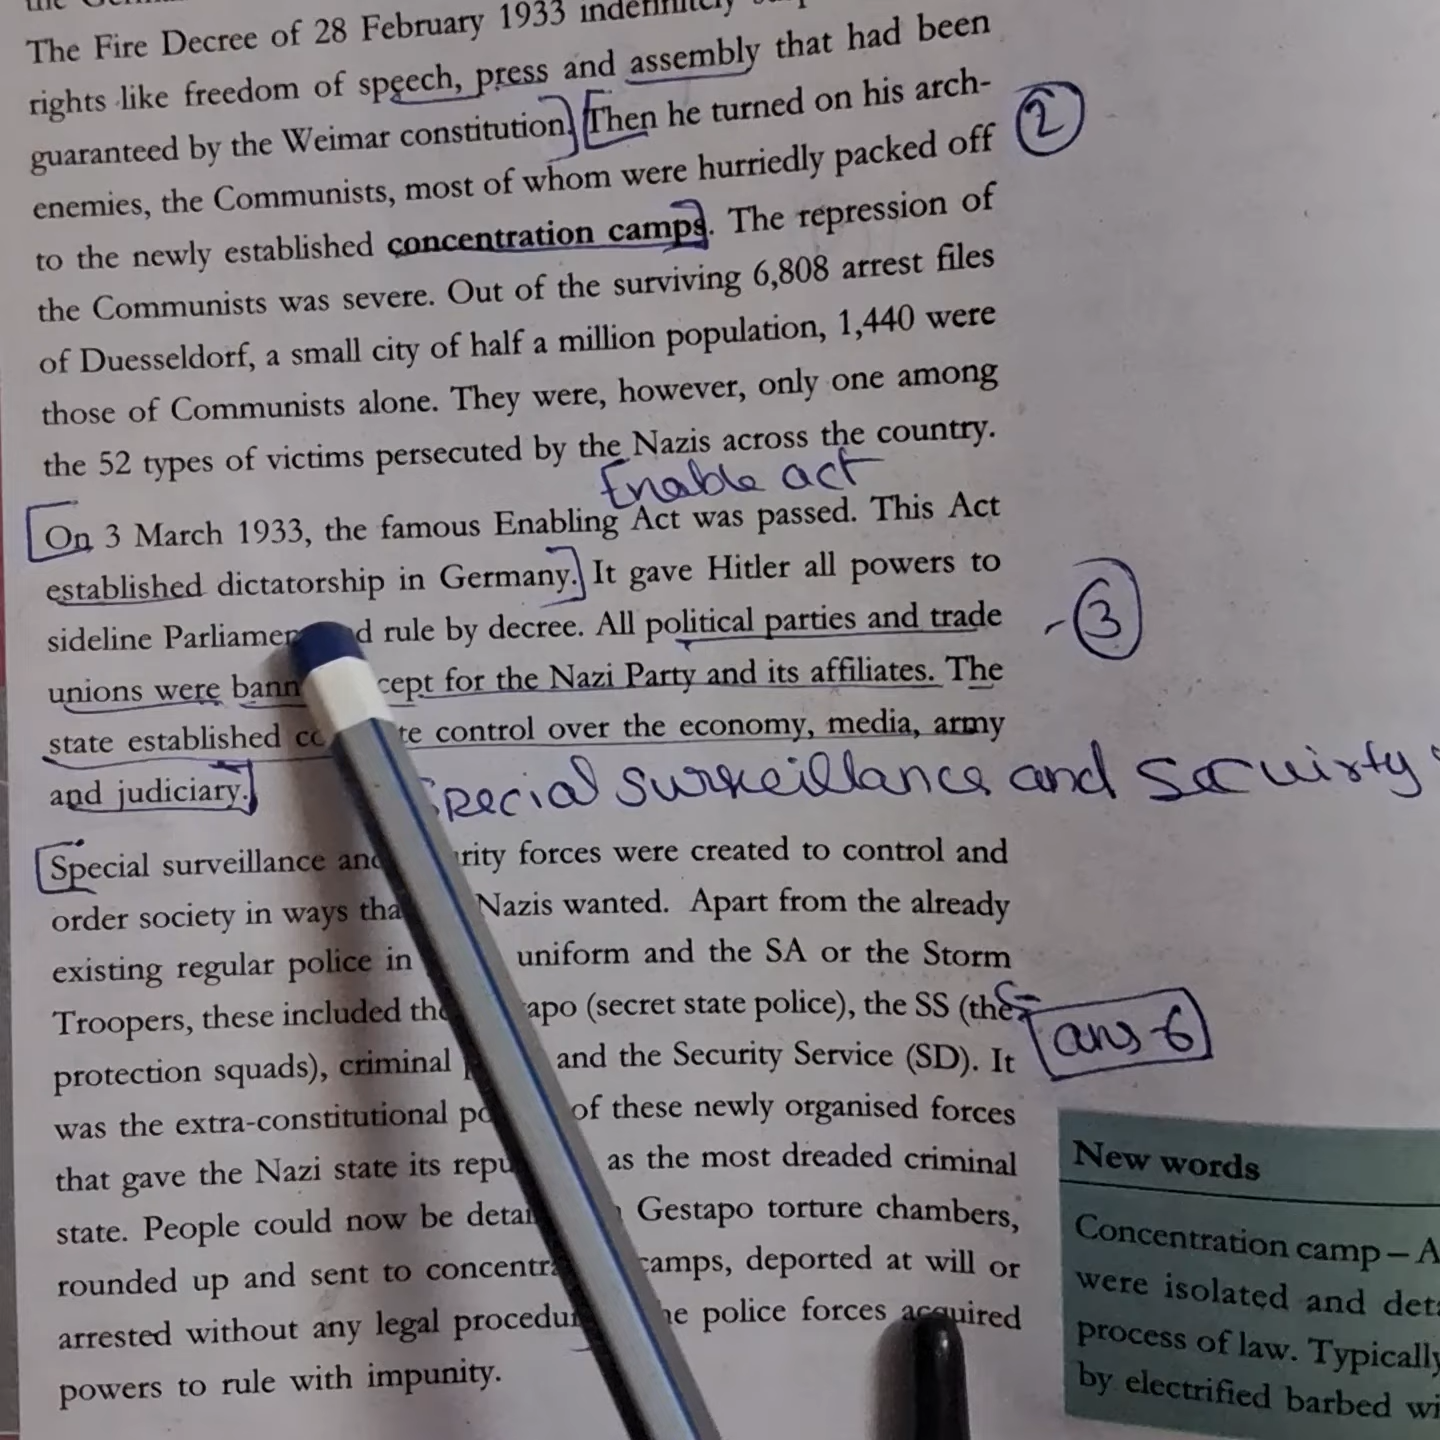 The Fire Decree of 28 February 1933 indefinitely
rights like freedom of speech, press and assembly that had been
guaranteed by the Weimar constitution. Then he turned on his arch-
2
enemies, the Communists, most of whom were hurriedly packed off
to the newly established concentration camps. The repression of
the Communists was severe. Out of the surviving 6,808 arrest files
of Duesseldorf, a small city of half a million population, 1,440 were
those of Communists alone. They were, however, only one among
the 52 types of victims persecuted by the Nazis across the country.
Enable act
On 3 March 1933, the famous Enabling Act was passed. This Act
established dictatorship in Germany. It gave Hitler all powers to
sideline Parliamen d rule by decree. All political parties and trade
-3
unions were bann cept for the Nazi Party and its affiliates. The
state established co te control over the economy, media, army
and judiciary.
Special surveillance and
Special surveillance and rity forces were created to control and
order society in ways tha Nazis wanted. Apart from the already
existing regular police in uniform and the SA or the Storm
Troopers, these included the apo (secret state police), the SS (the
ans-6
protection squads), criminal and the Security Service (SD). It
was the extra-constitutional po of these newly organised forces
that gave the Nazi state its repu as the most dreaded criminal
state. People could now be detai Gestapo torture chambers,
rounded up and sent to concentra camps, deported at will or
arrested without any legal procedu he police forces acquired
powers to rule with impunity.
New words
Concentration camp – A
were isolated and deta
process of law. Typically
by electrified barbed wi